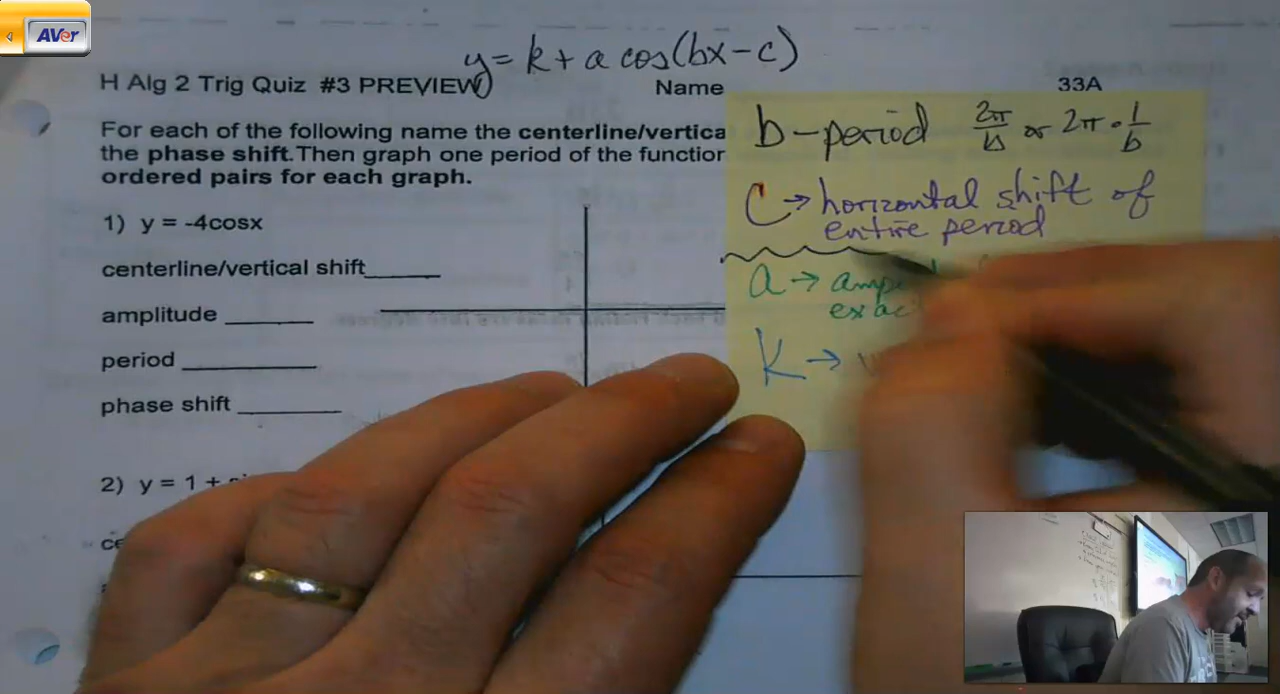 AVer
y = k + a cos(bx - c)
H Alg 2 Trig Quiz #3 PREVIEW
Name
33A
For each of the following name the centerline/vertica
the phase shift. Then graph one period of the function
ordered pairs for each graph.
1) y = -4cosx
centerline/vertical shift
amplitude
period
phase shift
2) y = 1 +
b - period 2π/b or 2π · 1/b
C → horizontal shift of
entire period
a →
K →